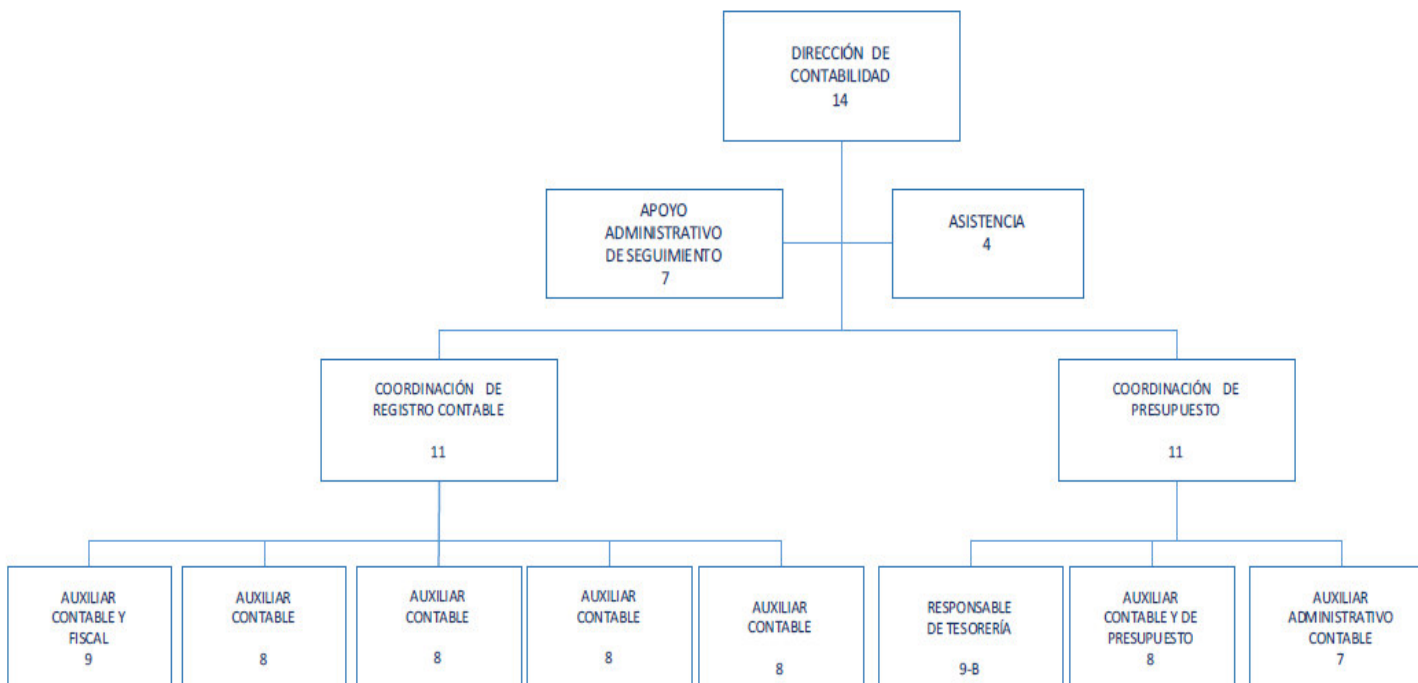 DIRECCIÓN DE
CONTABILIDAD
14
APOYO
ADMINISTRATIVO
DE SEGUIMIENTO
7
ASISTENCIA
4
COORDINACIÓN DE
REGISTRO CONTABLE
11
COORDINACIÓN DE
PRESUPUESTO
11
AUXILIAR
CONTABLE Y
FISCAL
9
AUXILIAR
CONTABLE
8
AUXILIAR
CONTABLE
8
AUXILIAR
CONTABLE
8
AUXILIAR
CONTABLE
8
RESPONSABLE
DE TESORERÍA
9-B
AUXILIAR
CONTABLE Y DE
PRESUPUESTO
8
AUXILIAR
ADMINISTRATIVO
CONTABLE
7